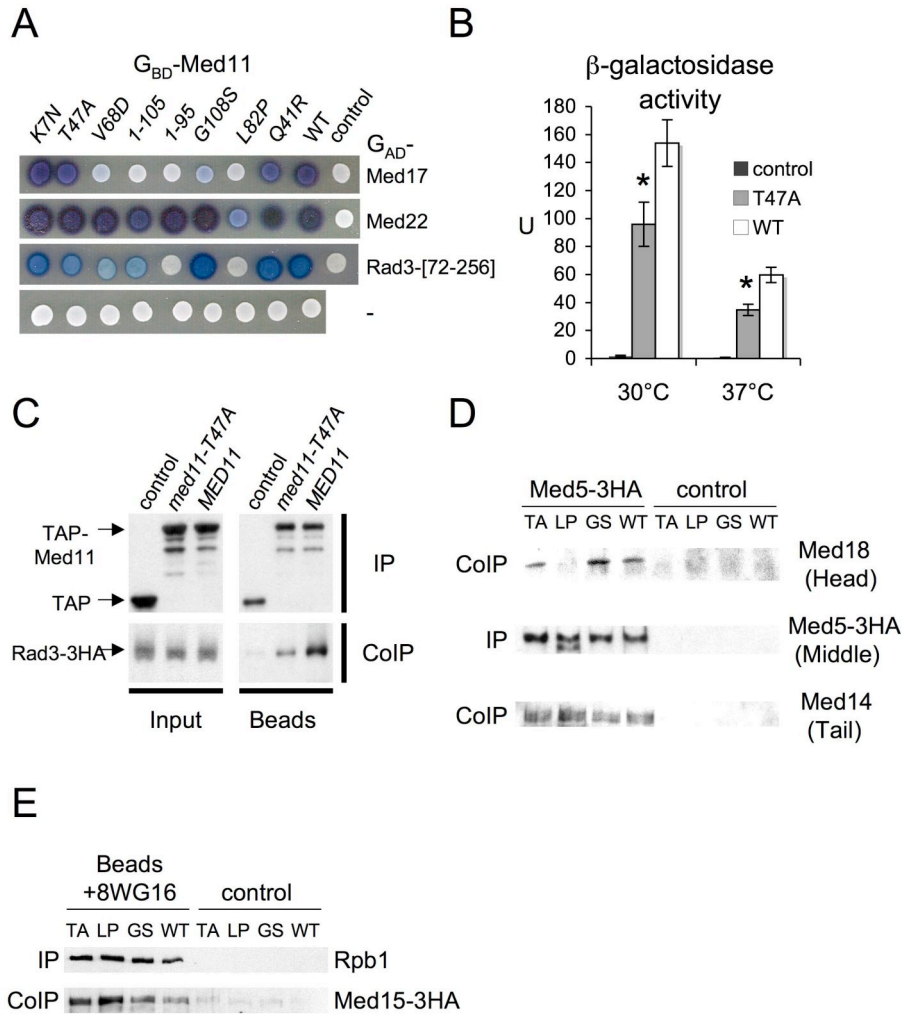 A
G_BD-Med11
K7N T47A V68D 1-105 1-95 G108S L82P Q41R WT control
G_AD-
Med17
Med22
Rad3-[72-256]
-
B
β-galactosidase
activity
U
180
160
140
120
100
80
60
40
20
0
* *
control
T47A
WT
30°C 37°C
C
control med11-T47A MED11 control med11-T47A MED11
TAP-
Med11
TAP
IP
Rad3-3HA
CoIP
Input Beads
D
Med5-3HA control
TA LP GS WT TA LP GS WT
CoIP Med18
(Head)
IP Med5-3HA
(Middle)
CoIP Med14
(Tail)
E
Beads
+8WG16 control
TA LP GS WT TA LP GS WT
IP Rpb1
CoIP Med15-3HA